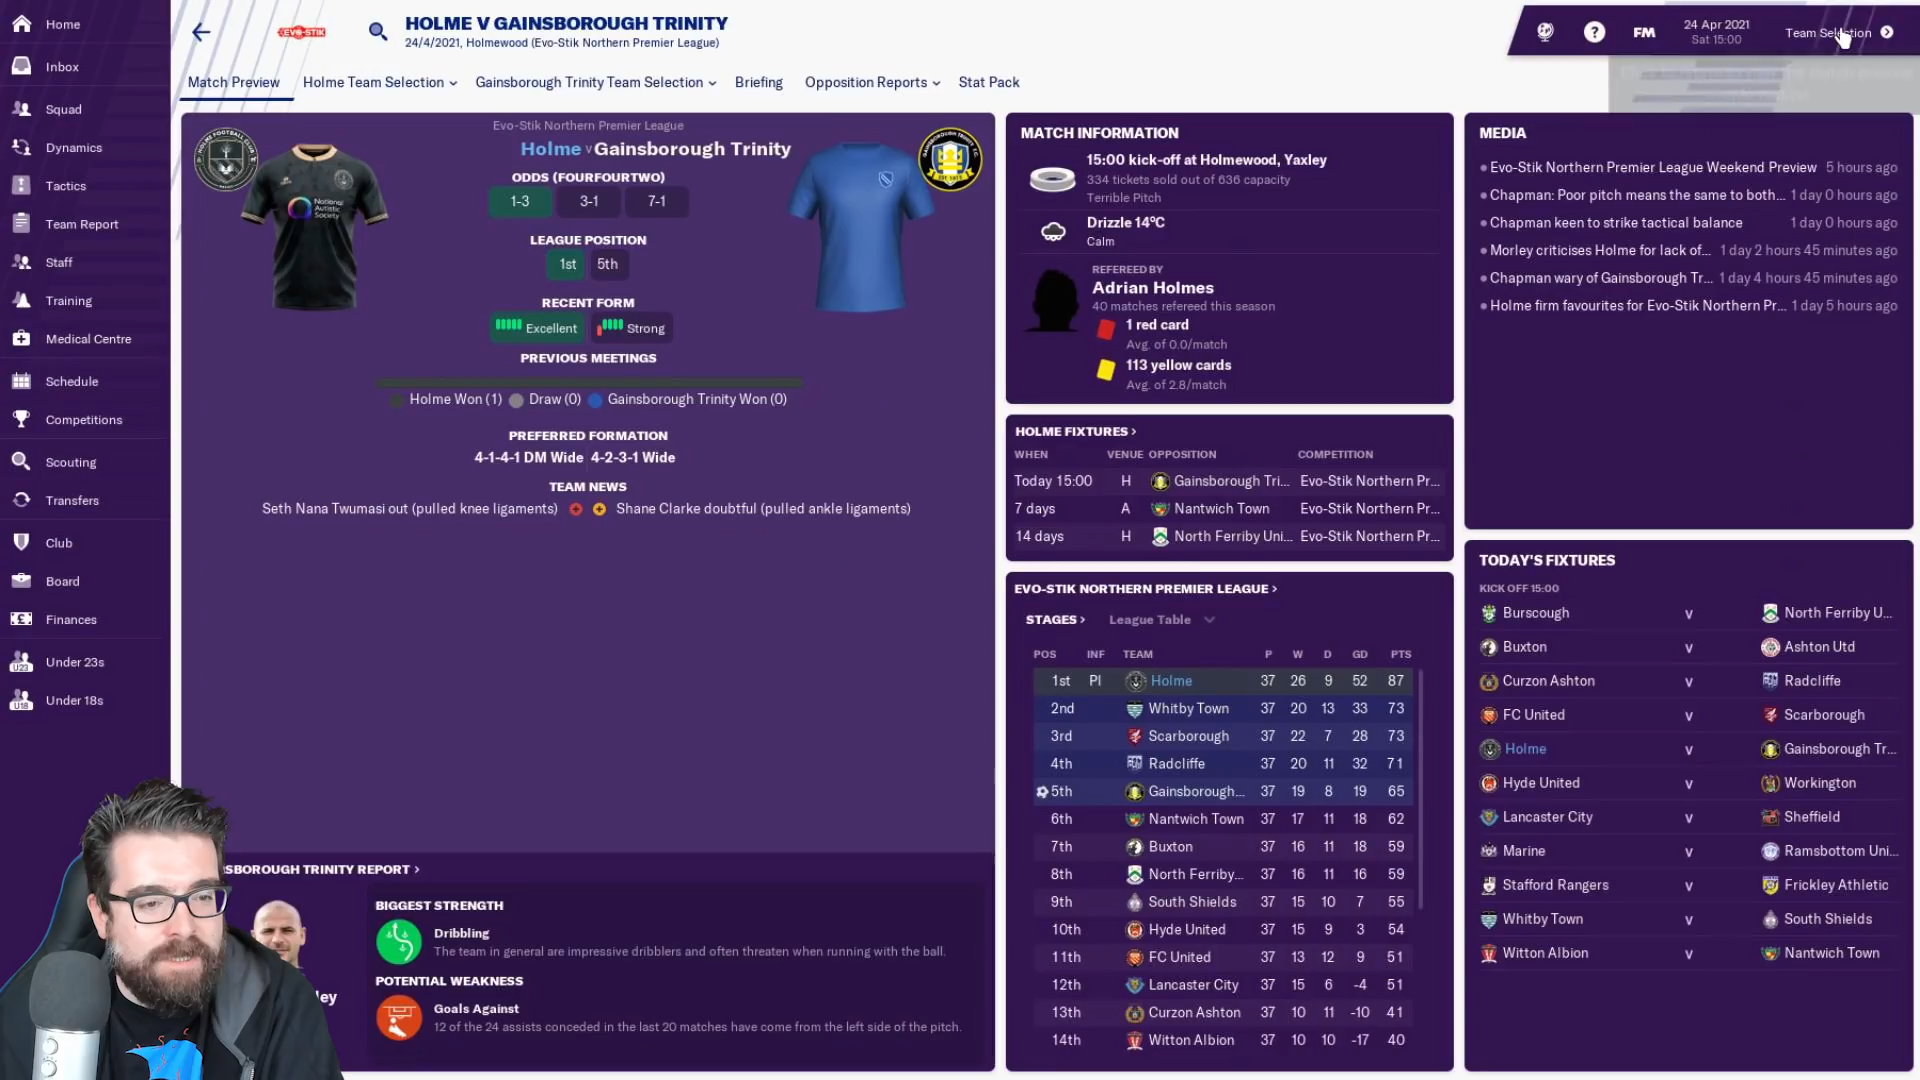 Home
Inbox
Squad
Dynamics
Tactics
Team Report
Staff
Training
Medical Centre
Schedule
Competitions
Scouting
Transfers
Club
Board
Finances
U23
Under 23s
U18
Under 18s
EVO-STIK
HOLME V GAINSBOROUGH TRINITY
24/4/2021, Holmewood (Evo-Stik Northern Premier League)
?
FM
24 Apr 2021
Sat 15:00
Team Selection
Match Preview
Holme Team Selection
Gainsborough Trinity Team Selection
Briefing
Opposition Reports
Stat Pack
Evo-Stik Northern Premier League
Holme v Gainsborough Trinity
ODDS (FOURFOURTWO)
1-3 3-1 7-1
LEAGUE POSITION
1st 5th
RECENT FORM
Excellent Strong
PREVIOUS MEETINGS
Holme Won (1) Draw (0) Gainsborough Trinity Won (0)
PREFERRED FORMATION
4-1-4-1 DM Wide 4-2-3-1 Wide
TEAM NEWS
Seth Nana Twumasi out (pulled knee ligaments) Shane Clarke doubtful (pulled ankle ligaments)
National
Autistic
Society
SBOROUGH TRINITY REPORT
ley
BIGGEST STRENGTH
Dribbling
The team in general are impressive dribblers and often threaten when running with the ball.
POTENTIAL WEAKNESS
Goals Against
12 of the 24 assists conceded in the last 20 matches have come from the left side of the pitch.
MATCH INFORMATION
15:00 kick-off at Holmewood, Yaxley
334 tickets sold out of 636 capacity
Terrible Pitch
Drizzle 14°C
Calm
REFEREED BY
Adrian Holmes
40 matches refereed this season
1 red card
Avg. of 0.0/match
113 yellow cards
Avg. of 2.8/match
HOLME FIXTURES
WHEN VENUE OPPOSITION COMPETITION
Today 15:00 H Gainsborough Tri... Evo-Stik Northern Pr...
7 days A Nantwich Town Evo-Stik Northern Pr...
14 days H North Ferriby Uni... Evo-Stik Northern Pr...
EVO-STIK NORTHERN PREMIER LEAGUE
STAGES League Table
POS INF TEAM P W D GD PTS
1st Pl Holme 37 26 9 52 87
2nd Whitby Town 37 20 13 33 73
3rd Scarborough 37 22 7 28 73
4th Radcliffe 37 20 11 32 71
5th Gainsborough... 37 19 8 19 65
6th Nantwich Town 37 17 11 18 62
7th Buxton 37 16 11 18 59
8th North Ferriby... 37 16 11 16 59
9th South Shields 37 15 10 7 55
10th Hyde United 37 15 9 3 54
11th FC United 37 13 12 9 51
12th Lancaster City 37 15 6 -4 51
13th Curzon Ashton 37 10 11 -10 41
14th Witton Albion 37 10 10 -17 40
MEDIA
Evo-Stik Northern Premier League Weekend Preview 5 hours ago
Chapman: Poor pitch means the same to both... 1 day 0 hours ago
Chapman keen to strike tactical balance 1 day 0 hours ago
Morley criticises Holme for lack of... 1 day 2 hours 45 minutes ago
Chapman wary of Gainsborough Tr... 1 day 4 hours 45 minutes ago
Holme firm favourites for Evo-Stik Northern Pr... 1 day 5 hours ago
TODAY'S FIXTURES
KICK OFF 15:00
Burscough v North Ferriby U...
Buxton v Ashton Utd
Curzon Ashton v Radcliffe
FC United v Scarborough
Holme v Gainsborough Tr...
Hyde United v Workington
Lancaster City v Sheffield
Marine v Ramsbottom Uni...
Stafford Rangers v Frickley Athletic
Whitby Town v South Shields
Witton Albion v Nantwich Town